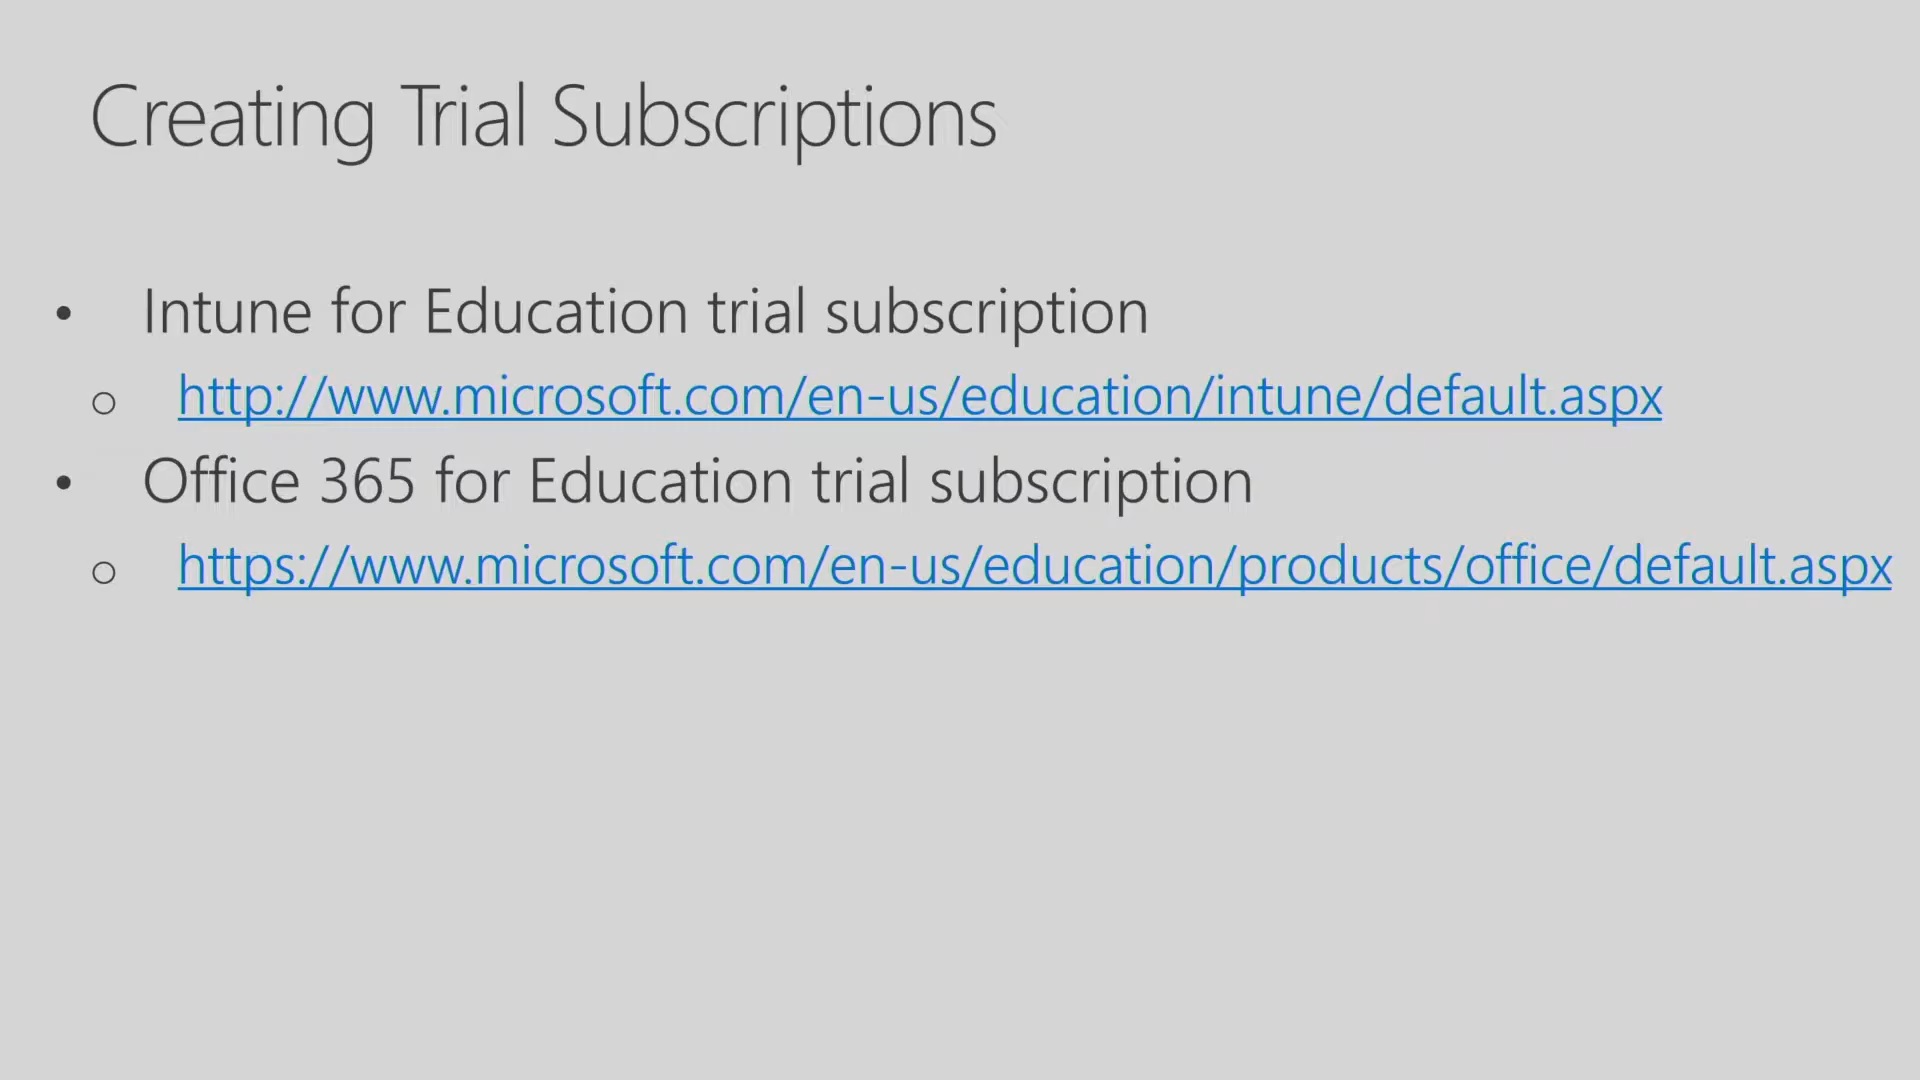 Creating Trial Subscriptions
• Intune for Education trial subscription
○ http://www.microsoft.com/en-us/education/intune/default.aspx
• Office 365 for Education trial subscription
○ https://www.microsoft.com/en-us/education/products/office/default.aspx